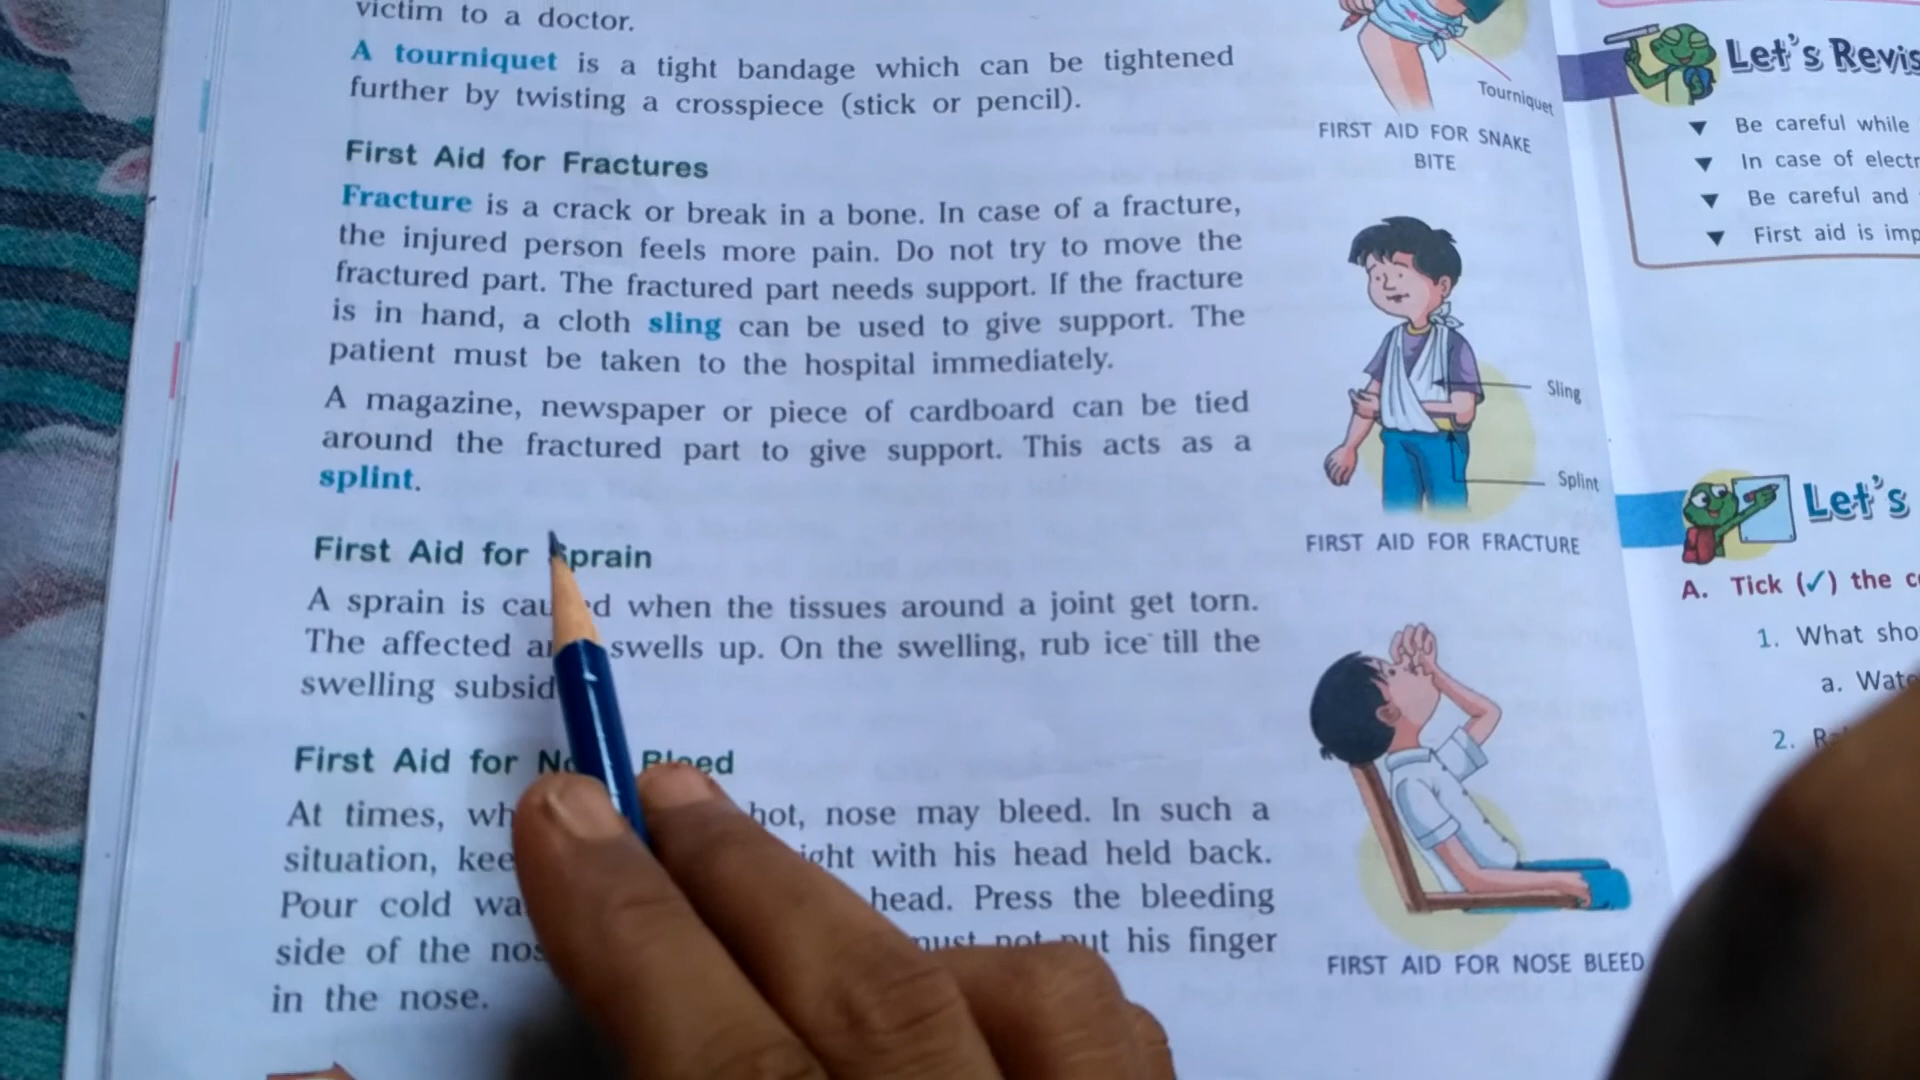 victim to a doctor.
A tourniquet is a tight bandage which can be tightened
further by twisting a crosspiece (stick or pencil).
First Aid for Fractures
Fracture is a crack or break in a bone. In case of a fracture,
the injured person feels more pain. Do not try to move the
fractured part. The fractured part needs support. If the fracture
is in hand, a cloth sling can be used to give support. The
patient must be taken to the hospital immediately.
A magazine, newspaper or piece of cardboard can be tied
around the fractured part to give support. This acts as a
splint.
First Aid for Sprain
A sprain is when the tissues around a joint get torn.
The affected swells up. On the swelling, rub ice till the
swelling
First Aid for Bleed
At times, hot, nose may bleed. In such a
situation, with his head held back.
Pour cold head. Press the bleeding
side of the not put his finger
in the nose.
Tourniquet
FIRST AID FOR SNAKE
BITE
Sling
Splint
FIRST AID FOR FRACTURE
FIRST AID FOR NOSE BLEED
Let's Revis
▼ Be careful while
▼ In case of electr
▼ Be careful and
▼ First aid is imp
Let's
A. Tick (✓) the
1. What sho
a. Wate
2.